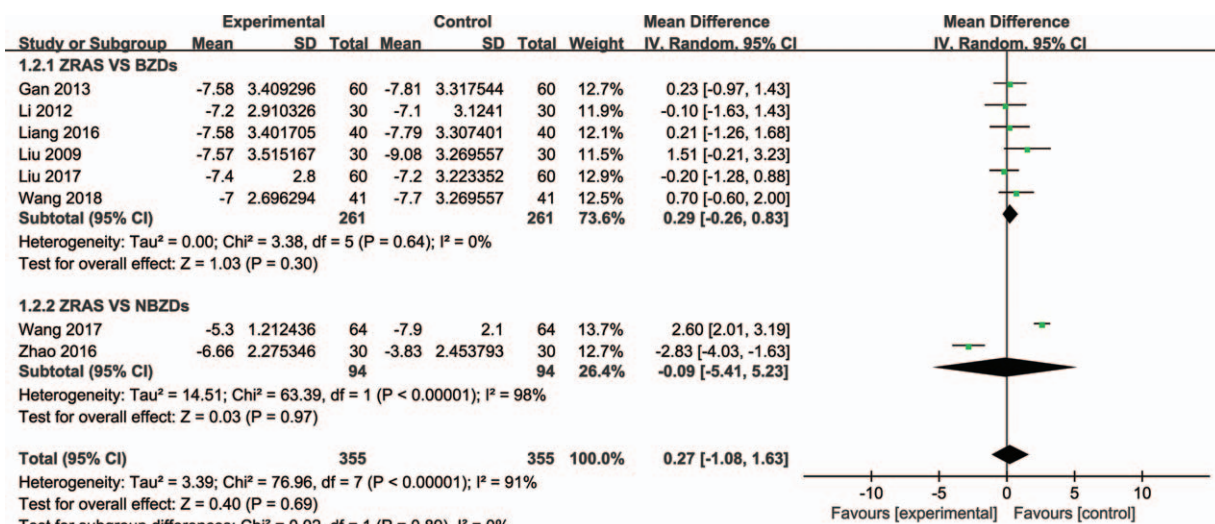 Experimental Control Mean Difference Mean Difference
Study or Subgroup Mean SD Total Mean SD Total Weight IV, Random, 95% CI IV, Random, 95% CI
1.2.1 ZRAS VS BZDs
Gan 2013 -7.58 3.409296 60 -7.81 3.317544 60 12.7% 0.23 [-0.97, 1.43]
Li 2012 -7.2 2.910326 30 -7.1 3.1241 30 11.9% -0.10 [-1.63, 1.43]
Liang 2016 -7.58 3.401705 40 -7.79 3.307401 40 12.1% 0.21 [-1.26, 1.68]
Liu 2009 -7.57 3.515167 30 -9.08 3.269557 30 11.5% 1.51 [-0.21, 3.23]
Liu 2017 -7.4 2.8 60 -7.2 3.223352 60 12.9% -0.20 [-1.28, 0.88]
Wang 2018 -7 2.696294 41 -7.7 3.269557 41 12.5% 0.70 [-0.60, 2.00]
Subtotal (95% CI) 261 261 73.6% 0.29 [-0.26, 0.83]
Heterogeneity: Tau² = 0.00; Chi² = 3.38, df = 5 (P = 0.64); I² = 0%
Test for overall effect: Z = 1.03 (P = 0.30)
1.2.2 ZRAS VS NBZDs
Wang 2017 -5.3 1.212436 64 -7.9 2.1 64 13.7% 2.60 [2.01, 3.19]
Zhao 2016 -6.66 2.275346 30 -3.83 2.453793 30 12.7% -2.83 [-4.03, -1.63]
Subtotal (95% CI) 94 94 26.4% -0.09 [-5.41, 5.23]
Heterogeneity: Tau² = 14.51; Chi² = 63.39, df = 1 (P < 0.00001); I² = 98%
Test for overall effect: Z = 0.03 (P = 0.97)
Total (95% CI) 355 355 100.0% 0.27 [-1.08, 1.63]
Heterogeneity: Tau² = 3.39; Chi² = 76.96, df = 7 (P < 0.00001); I² = 91%
Test for overall effect: Z = 0.40 (P = 0.69)
Test for subgroup differences: Chi² = 0.02, df = 1 (P = 0.89), I² = 0%
-10 -5 0 5 10
Favours [experimental] Favours [control]